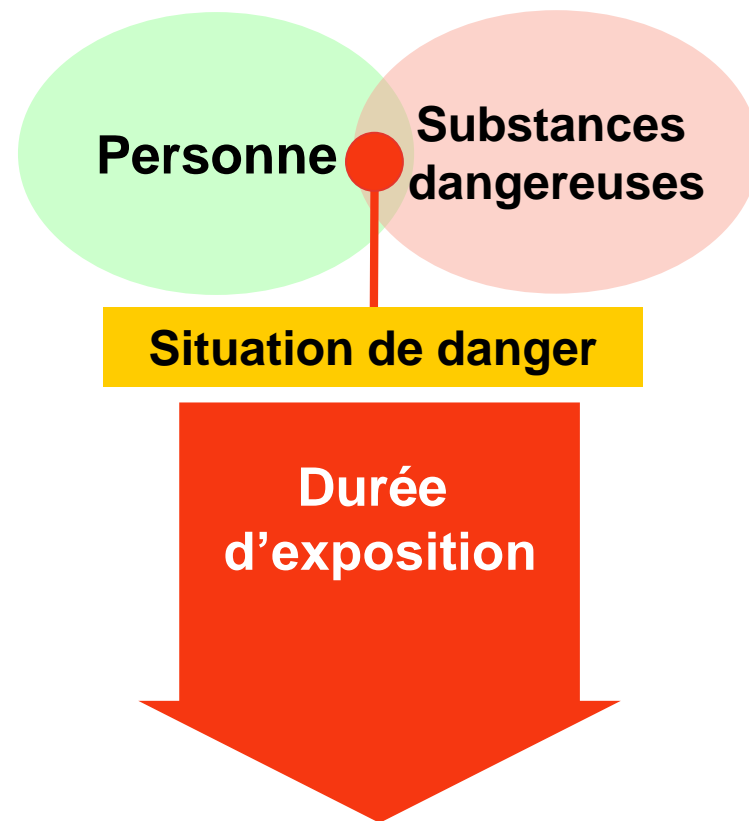 Personne
Substances
dangereuses
Situation de danger
Durée
d’exposition